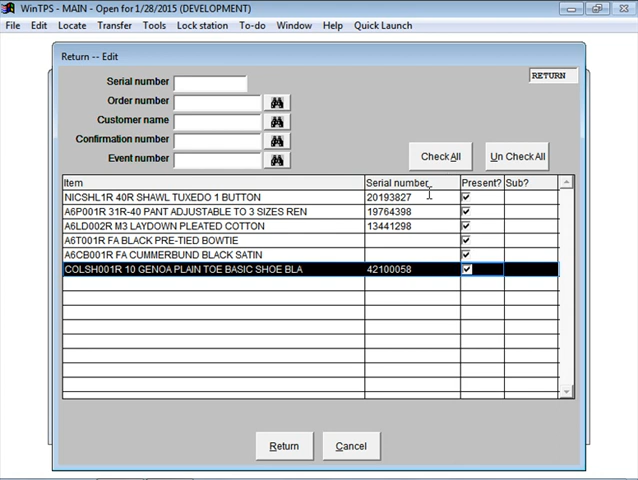 WinTPS - MAIN - Open for 1/28/2015 (DEVELOPMENT)
File Edit Locate Transfer Tools Lock station To-do Window Help Quick Launch
Return -- Edit
RETURN
Serial number
Order number
Customer name
Confirmation number
Event number
Check All Un Check All
Item Serial number Present? Sub?
NICSHL1R 40R SHAWL TUXEDO 1 BUTTON 20193827
A6P001R 31R-40 PANT ADJUSTABLE TO 3 SIZES REN 19764398
A6LD002R M3 LAYDOWN PLEATED COTTON 13441298
A6T001R FA BLACK PRE-TIED BOWTIE
A6CB001R FA CUMMERBUND BLACK SATIN
COLSH001R 10 GENOA PLAIN TOE BASIC SHOE BLA 42100058
Return Cancel